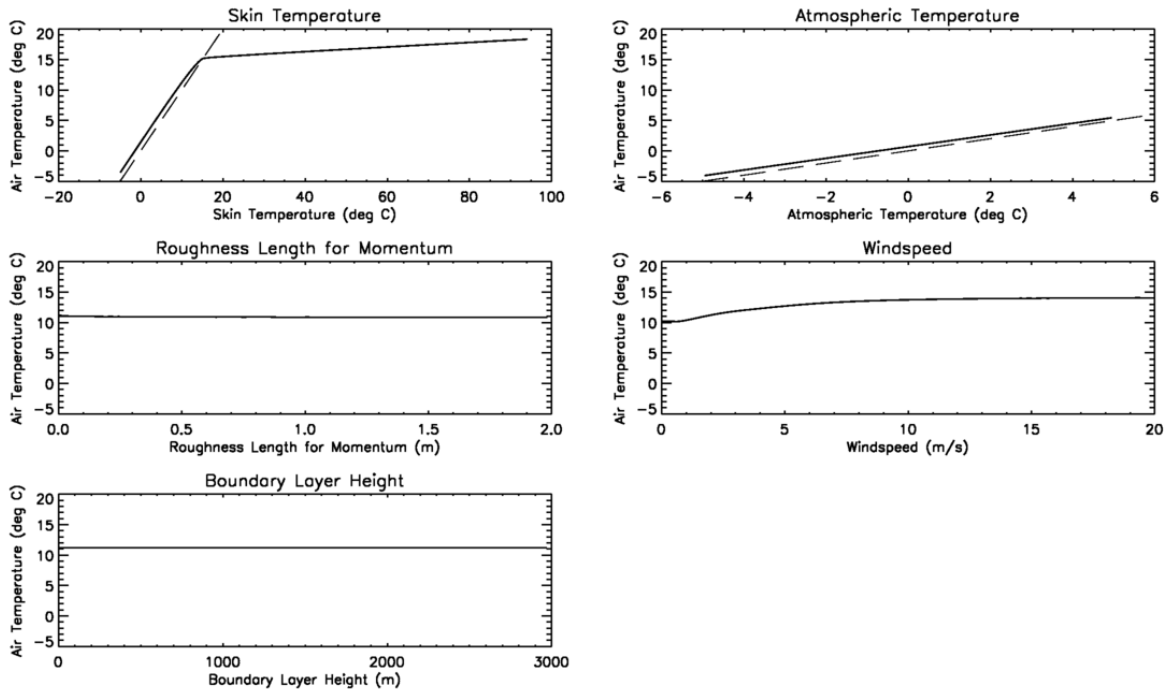 Skin Temperature
Air Temperature (deg C)
20
15
10
5
0
−5
−20 0 20 40 60 80 100
Skin Temperature (deg C)
Atmospheric Temperature
Air Temperature (deg C)
20
15
10
5
0
−5
−6 −4 −2 0 2 4 6
Atmospheric Temperature (deg C)
Roughness Length for Momentum
Air Temperature (deg C)
20
15
10
5
0
−5
0.0 0.5 1.0 1.5 2.0
Roughness Length for Momentum (m)
Windspeed
Air Temperature (deg C)
20
15
10
5
0
−5
0 5 10 15 20
Windspeed (m/s)
Boundary Layer Height
Air Temperature (deg C)
20
15
10
5
0
−5
0 1000 2000 3000
Boundary Layer Height (m)